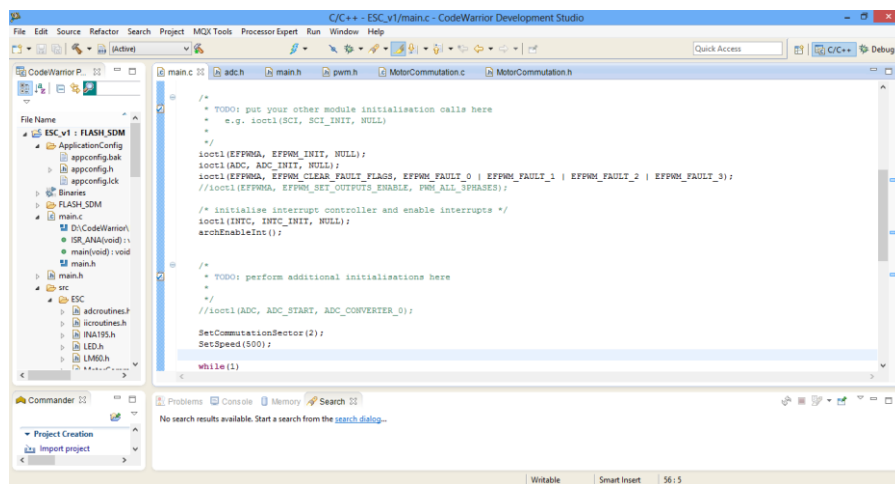 C/C++ - ESC_v1/main.c - CodeWarrior Development Studio
File Edit Source Refactor Search Project MQX Tools Processor Expert Run Window Help
(Active)
Quick Access
C/C++
Debug
CodeWarrior P...
File Name
ESC_v1 : FLASH_SDM
ApplicationConfig
appconfig.bak
appconfig.h
appconfig.lck
Binaries
FLASH_SDM
main.c
D:\CodeWarrior\
ISR_ANA(void) : v
main(void) : void
main.h
main.h
src
ESC
adcroutines.h
iicroutines.h
INA195.h
LED.h
LM60.h
main.c
adc.h
main.h
pwm.h
MotorCommutation.c
MotorCommutation.h
/*
* TODO: put your other module initialisation calls here
*   e.g. ioctl(SCI, SCI_INIT, NULL)
*
*/
ioctl(EFPWMA, EFPWM_INIT, NULL);
ioctl(ADC, ADC_INIT, NULL);
ioctl(EFPWMA, EFPWM_CLEAR_FAULT_FLAGS, EFPWM_FAULT_0 | EFPWM_FAULT_1 | EFPWM_FAULT_2 | EFPWM_FAULT_3);
//ioctl(EFPWMA, EFPWM_SET_OUTPUTS_ENABLE, PWM_ALL_3PHASES);
/* initialise interrupt controller and enable interrupts */
ioctl(INTC, INTC_INIT, NULL);
archEnableInt();
/*
* TODO: perform additional initialisations here
*
*/
//ioctl(ADC, ADC_START, ADC_CONVERTER_0);
SetCommutationSector(2);
SetSpeed(500);
while(1)
Commander
Project Creation
Import project
Problems Console Memory Search
No search results available. Start a search from the search dialog...
Writable Smart Insert 56 : 5